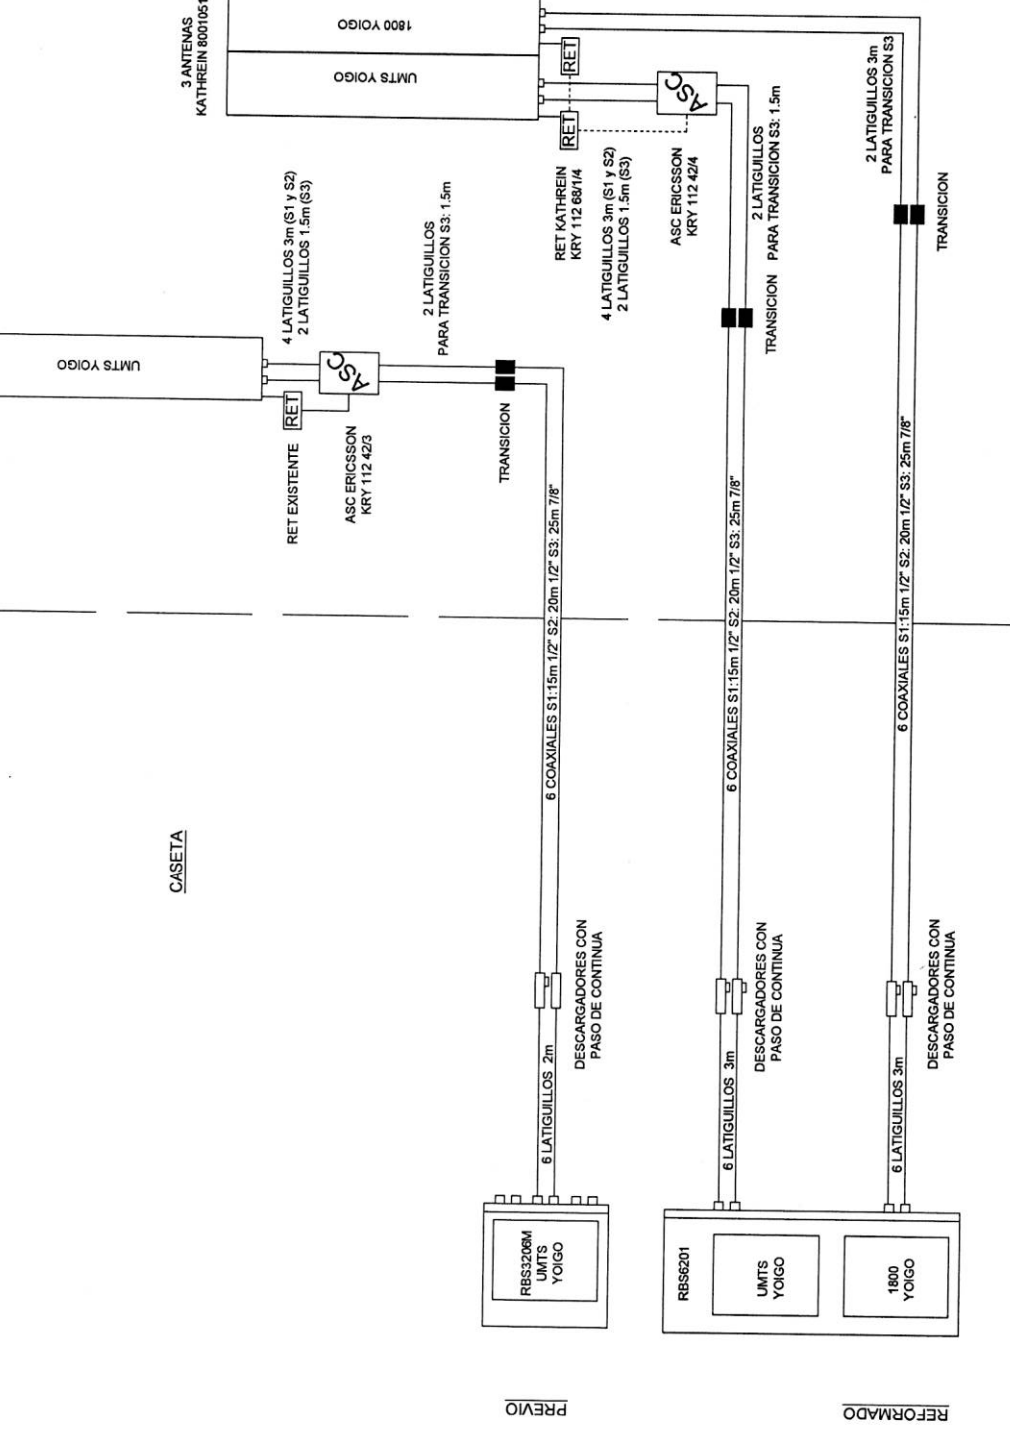 3 ANTENAS
KATHREIN 8001051
1800 YOIGO
UMTS YOIGO
RET
RET
ASC
RET KATHREIN
KRY 112 68/1/4
4 LATIGUILLOS 3m (S1 y S2)
2 LATIGUILLOS 1.5m (S3)
ASC ERICSSON
KRY 112 42/4
2 LATIGUILLOS
PARA TRANSICION S3: 1.5m
2 LATIGUILLOS 3m
PARA TRANSICION S3
TRANSICION
TRANSICION
4 LATIGUILLOS 3m (S1 y S2)
2 LATIGUILLOS 1.5m (S3)
2 LATIGUILLOS
PARA TRANSICION S3: 1.5m
UMTS YOIGO
RET
ASC
RET EXISTENTE
ASC ERICSSON
KRY 112 42/3
TRANSICION
6 COAXIALES S1:15m 1/2" S2: 20m 1/2" S3: 25m 7/8"
6 COAXIALES S1:15m 1/2" S2: 20m 1/2" S3: 25m 7/8"
6 COAXIALES S1:15m 1/2" S2: 20m 1/2" S3: 25m 7/8"
CASETA
DESCARGADORES CON
PASO DE CONTINUA
DESCARGADORES CON
PASO DE CONTINUA
DESCARGADORES CON
PASO DE CONTINUA
6 LATIGUILLOS 2m
6 LATIGUILLOS 3m
6 LATIGUILLOS 3m
RBS3206M
UMTS
YOIGO
RBS6201
UMTS
YOIGO
1800
YOIGO
PREVIO
REFORMADO